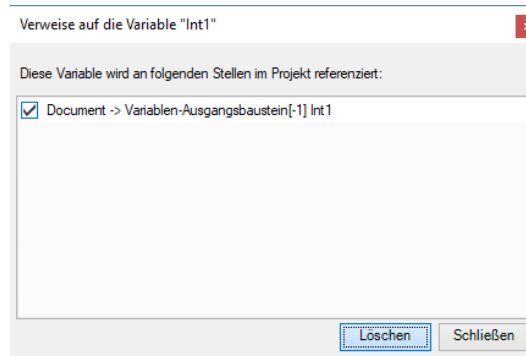 Verweise auf die Variable "Int1"
Diese Variable wird an folgenden Stellen im Projekt referenziert:
Document -> Variablen-Ausgangsbaustein[-1] Int1
Löschen Schließen